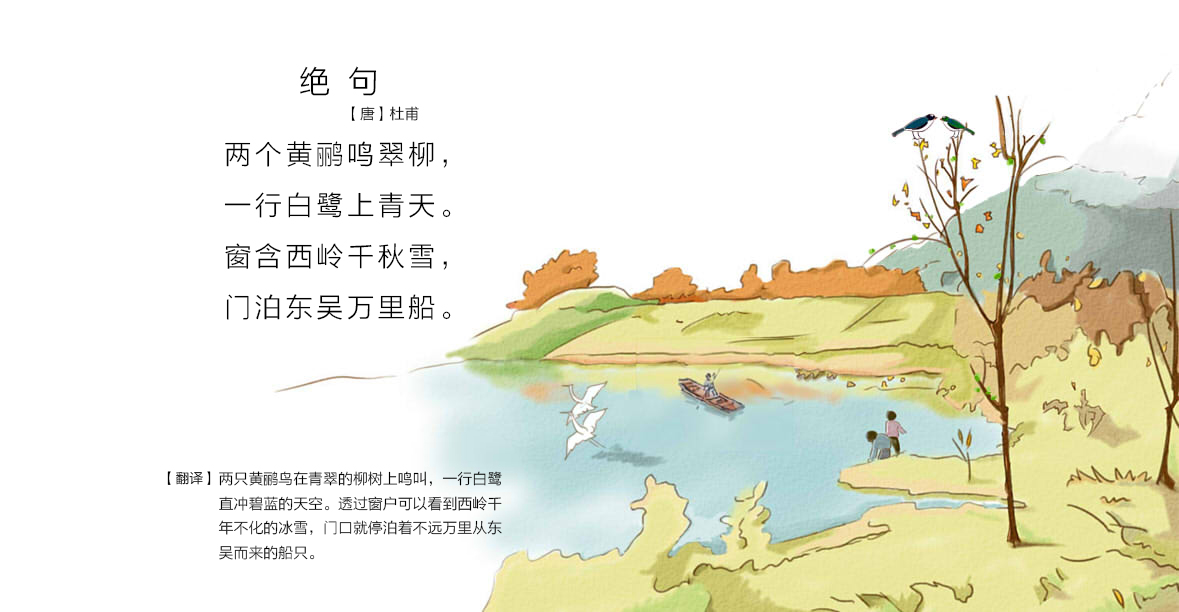 绝句
【唐】杜甫
两个黄鹂鸣翠柳，
一行白鹭上青天。
窗含西岭千秋雪，
门泊东吴万里船。
【翻译】两只黄鹂鸟在青翠的柳树上鸣叫，一行白鹭
直冲碧蓝的天空。透过窗户可以看到西岭千
年不化的冰雪，门口就停泊着不远万里从东
吴而来的船只。